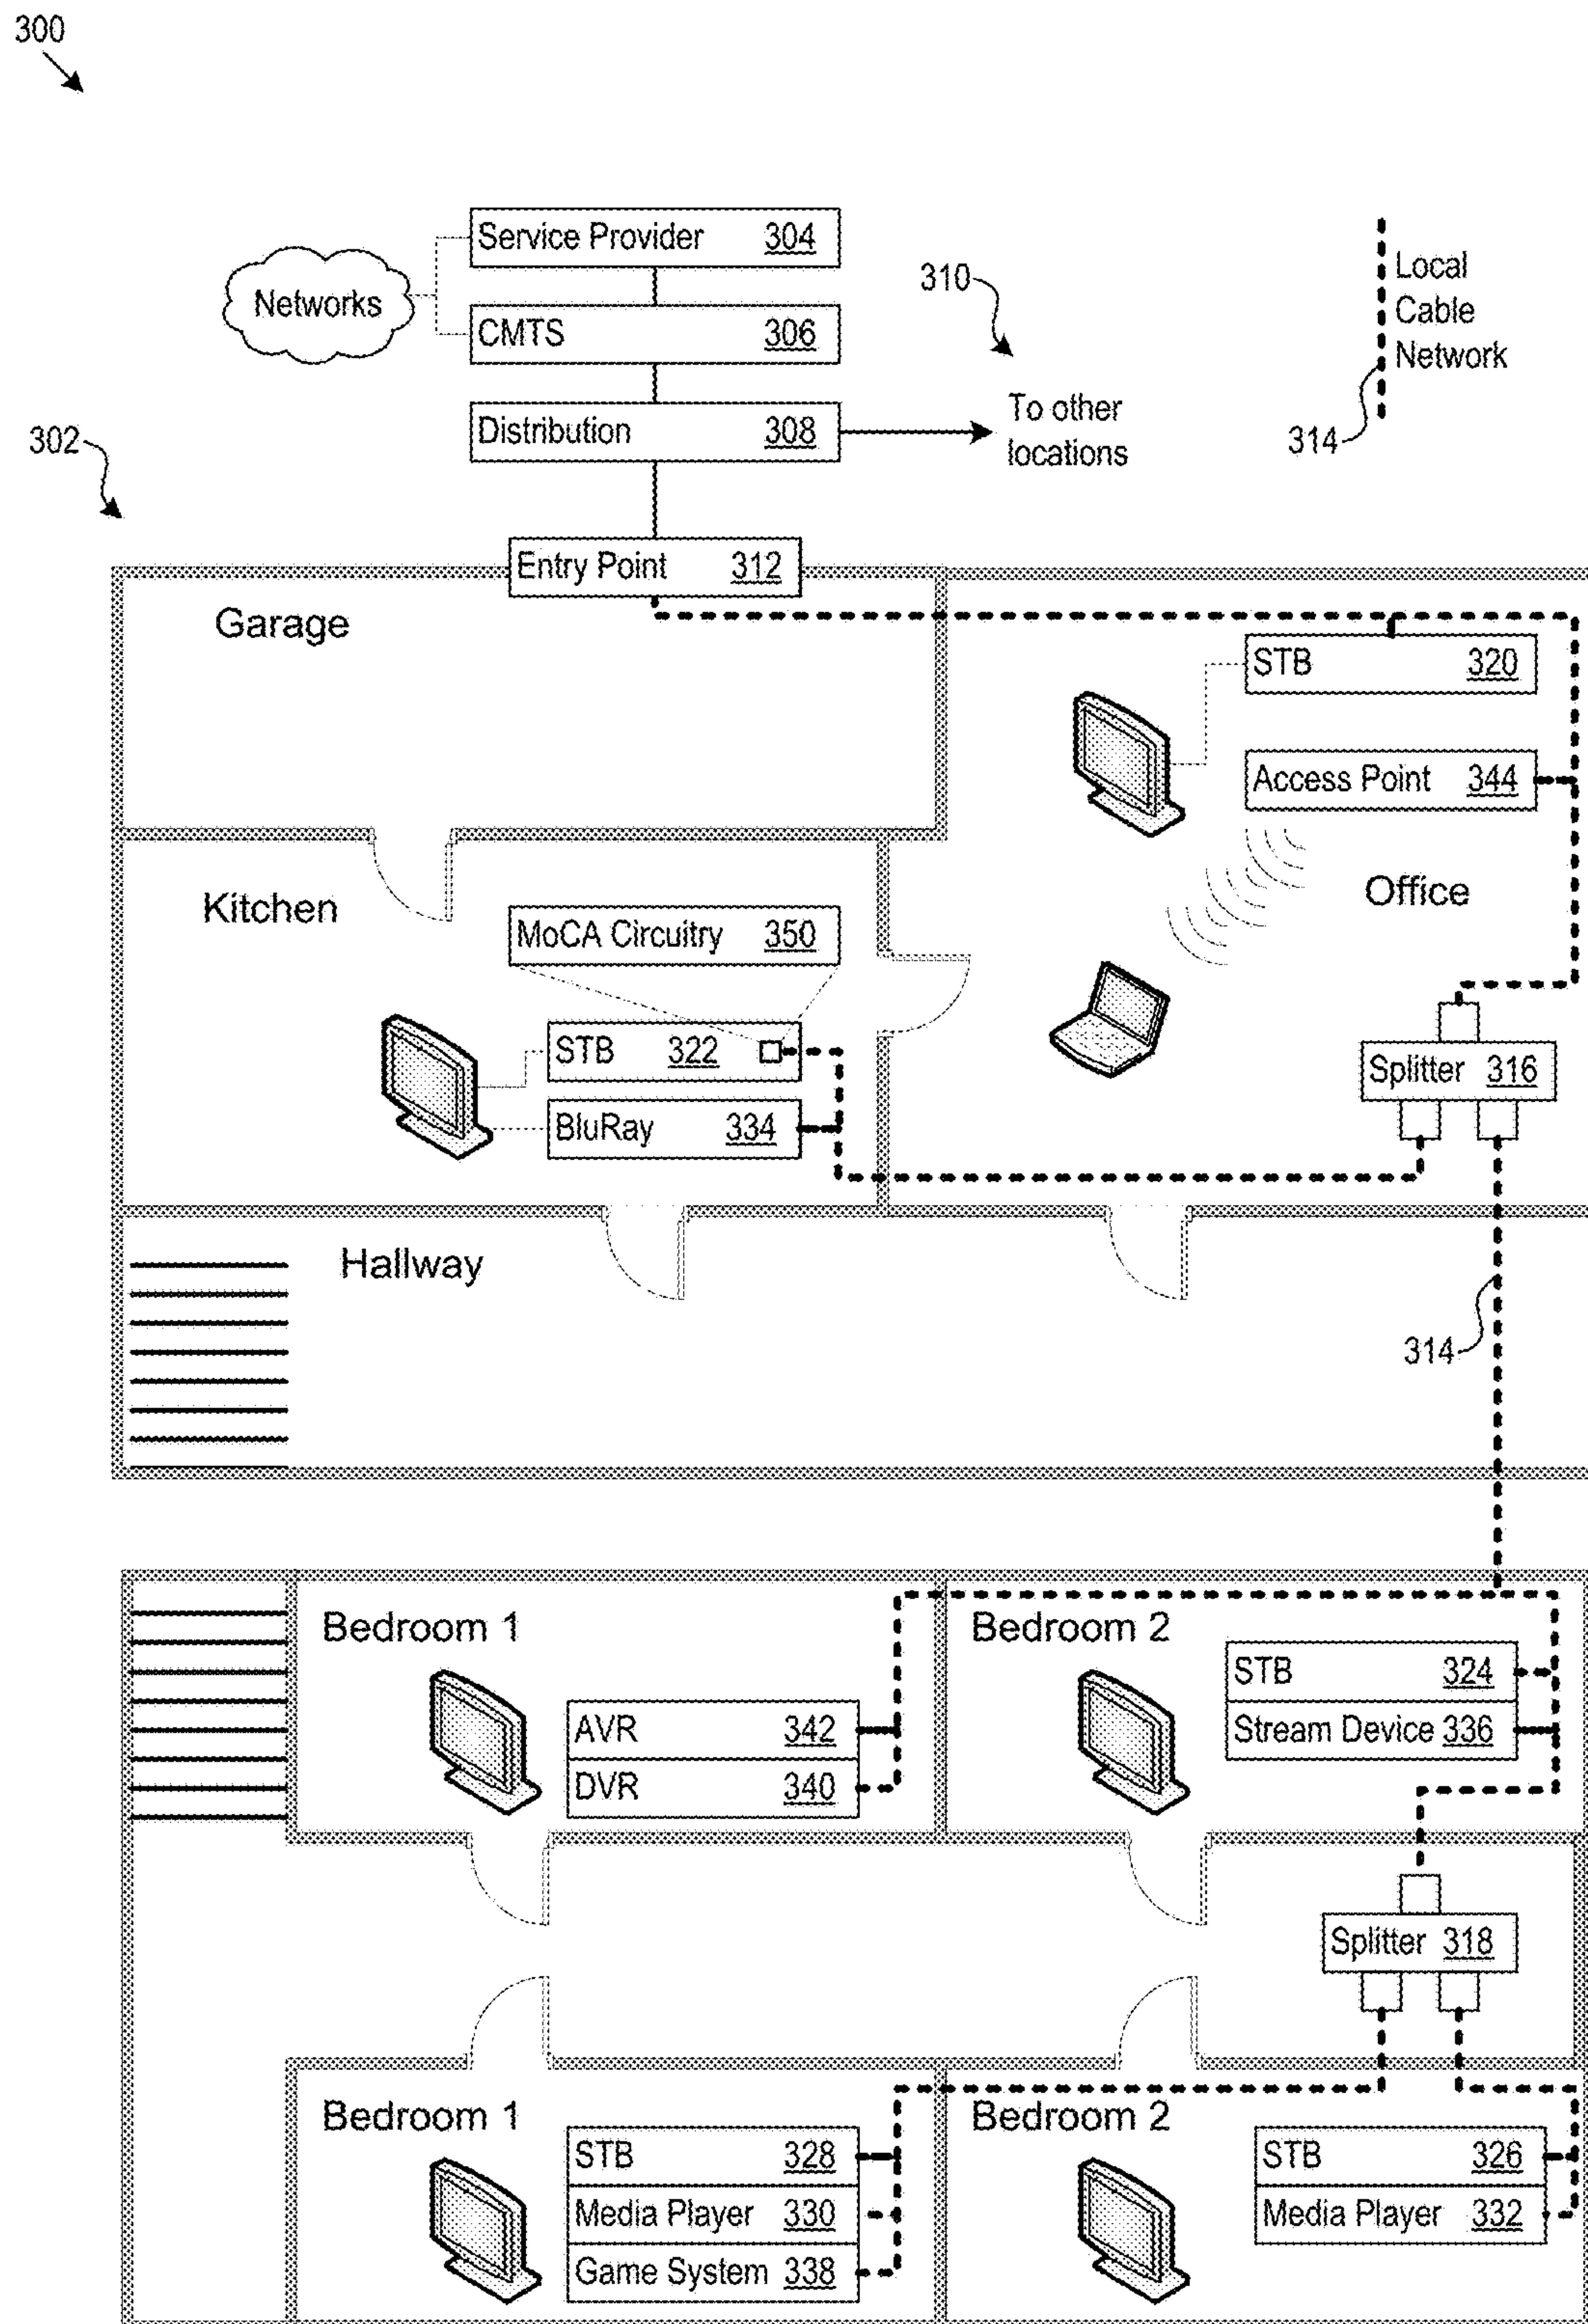 300
Service Provider 304
Networks
CMTS 306
310
Local
Cable
Network
314
Distribution 308
To other
locations
302
Entry Point 312
Garage
STB 320
Access Point 344
Office
Kitchen
MoCA Circuitry 350
STB 322
BluRay 334
Splitter 316
Hallway
314
Bedroom 1
AVR 342
DVR 340
Bedroom 2
STB 324
Stream Device 336
Splitter 318
Bedroom 1
STB 328
Media Player 330
Game System 338
Bedroom 2
STB 326
Media Player 332